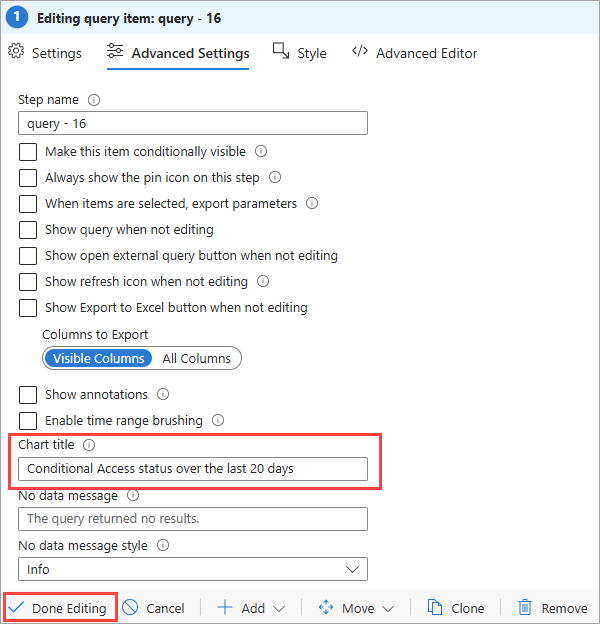 1 Editing query item: query - 16
Settings Advanced Settings Style </> Advanced Editor
Step name
query - 16
Make this item conditionally visible
Always show the pin icon on this step
When items are selected, export parameters
Show query when not editing
Show open external query button when not editing
Show refresh icon when not editing
Show Export to Excel button when not editing
Columns to Export
Visible Columns All Columns
Show annotations
Enable time range brushing
Chart title
Conditional Access status over the last 20 days
No data message
The query returned no results.
No data message style
Info
Done Editing Cancel Add Move Clone Remove